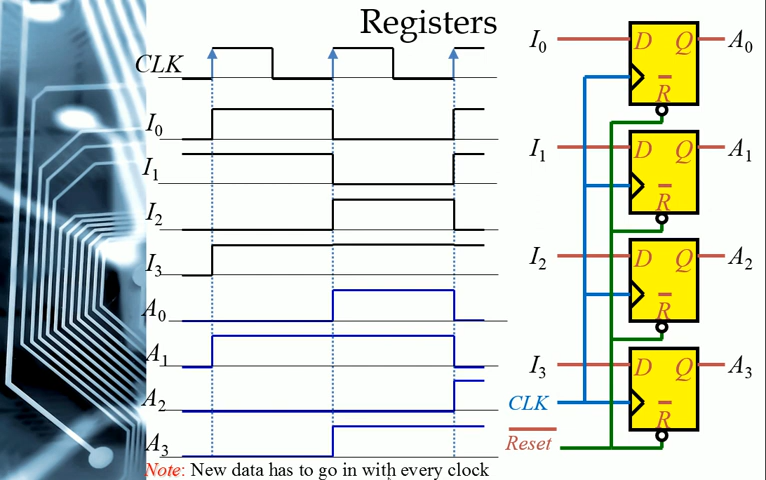 Registers
CLK
I0
I1
I2
I3
A0
A1
A2
A3
Note: New data has to go in with every clock
I0 D Q A0
R
I1 D Q A1
R
I2 D Q A2
R
I3 D Q A3
CLK
R
Reset